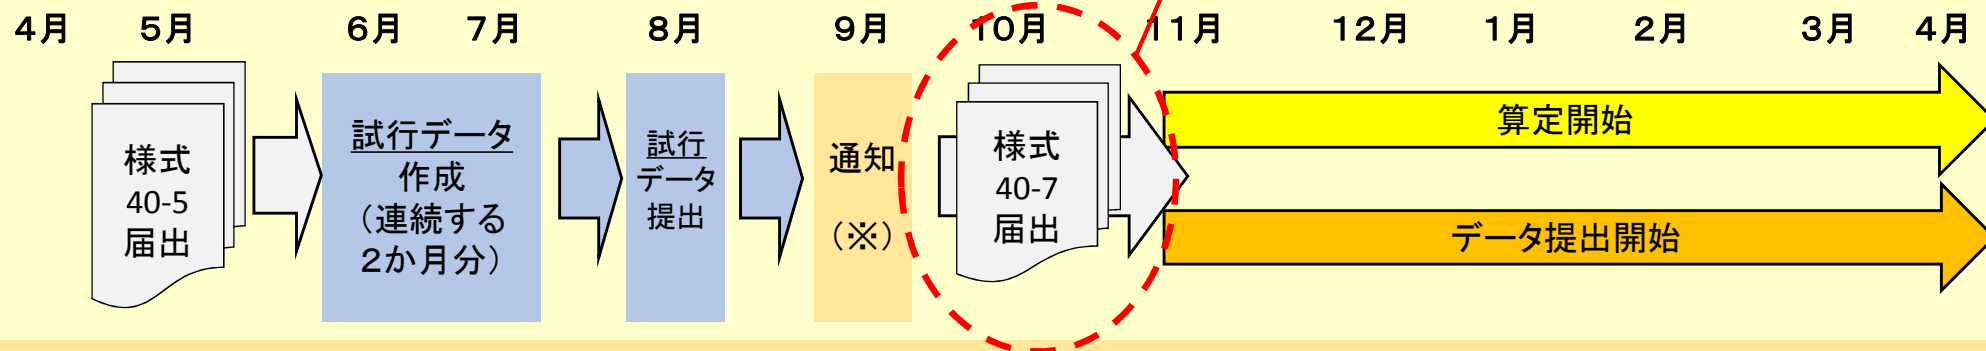 4月 5月 6月 7月 8月 9月 10月 11月 12月 1月 2月 3月 4月
様式
40-5
届出
試行データ
作成
(連続する
2か月分)
試行
データ
提出
通知
(※)
様式
40-7
届出
算定開始
データ提出開始